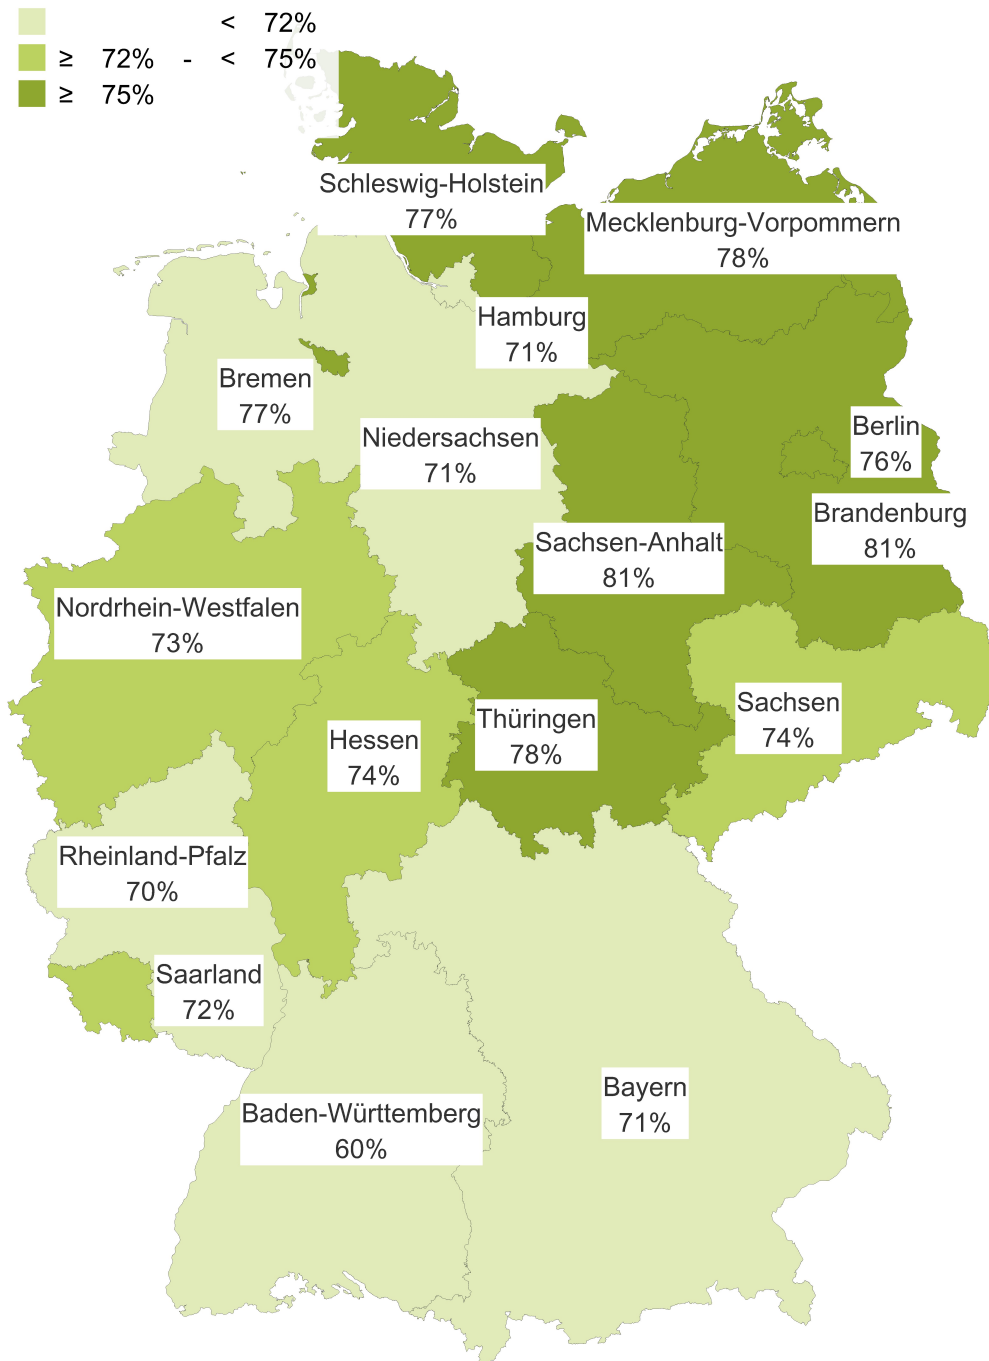 < 72%
≥ 72% - < 75%
≥ 75%
Schleswig-Holstein
77%
Mecklenburg-Vorpommern
78%
Hamburg
71%
Bremen
77%
Niedersachsen
71%
Berlin
76%
Brandenburg
81%
Sachsen-Anhalt
81%
Nordrhein-Westfalen
73%
Sachsen
74%
Thüringen
78%
Hessen
74%
Rheinland-Pfalz
70%
Saarland
72%
Bayern
71%
Baden-Württemberg
60%